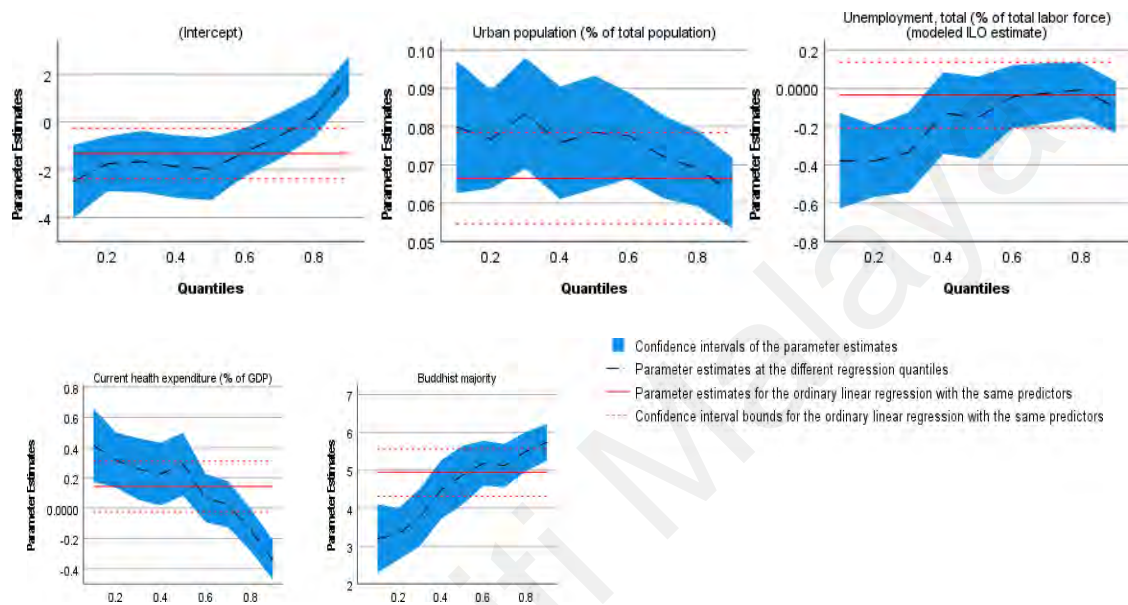 (Intercept)
Parameter Estimates
2
0
-2
-4
0.2 0.4 0.6 0.8
Quantiles
Urban population (% of total population)
Parameter Estimates
0.10
0.09
0.08
0.07
0.06
0.05
0.2 0.4 0.6 0.8
Quantiles
Unemployment, total (% of total labor force)
(modeled ILO estimate)
Parameter Estimates
0.2
0.0000
-0.2
-0.4
-0.6
-0.8
0.2 0.4 0.6 0.8
Quantiles
Current health expenditure (% of GDP)
Parameter Estimates
0.8
0.6
0.4
0.2
0.0000
-0.2
-0.4
0.2 0.4 0.6 0.8
Buddhist majority
Parameter Estimates
7
6
5
4
3
2
0.2 0.4 0.6 0.8
Confidence intervals of the parameter estimates
Parameter estimates at the different regression quantiles
Parameter estimates for the ordinary linear regression with the same predictors
Confidence interval bounds for the ordinary linear regression with the same predictors
iti Malaya